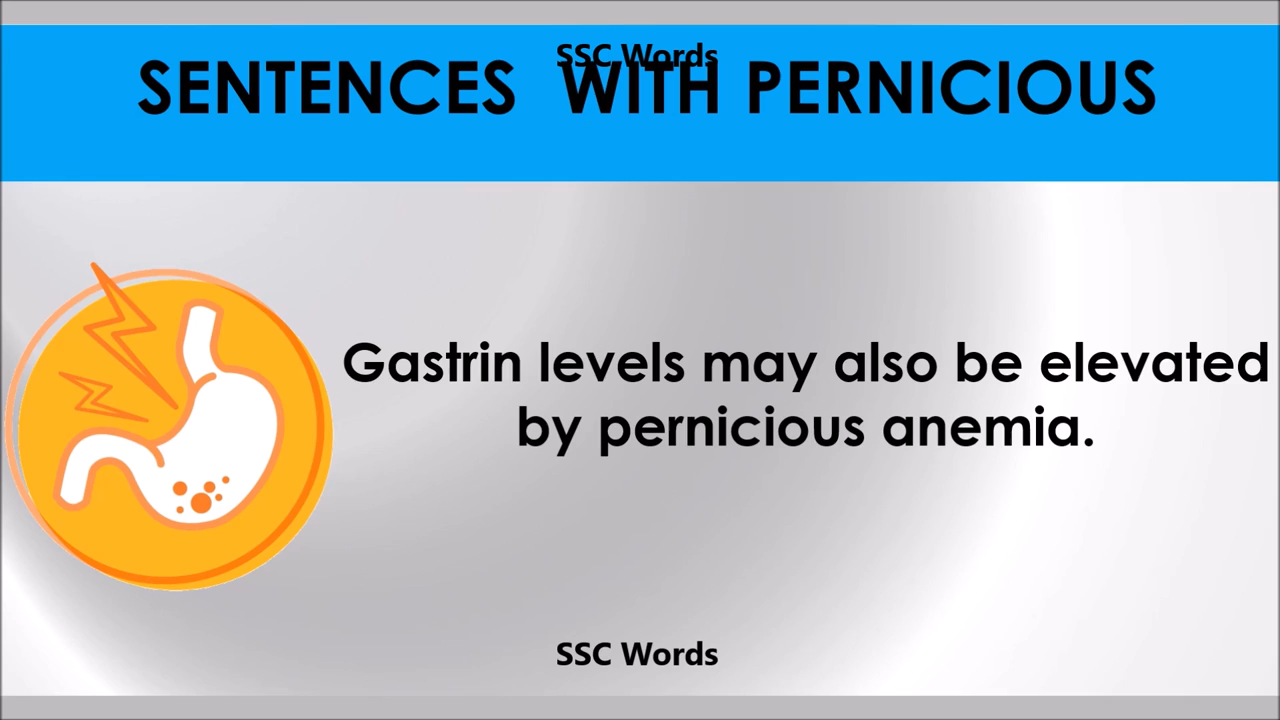 SSC Words
SENTENCES WITH PERNICIOUS
Gastrin levels may also be elevated
by pernicious anemia.
SSC Words